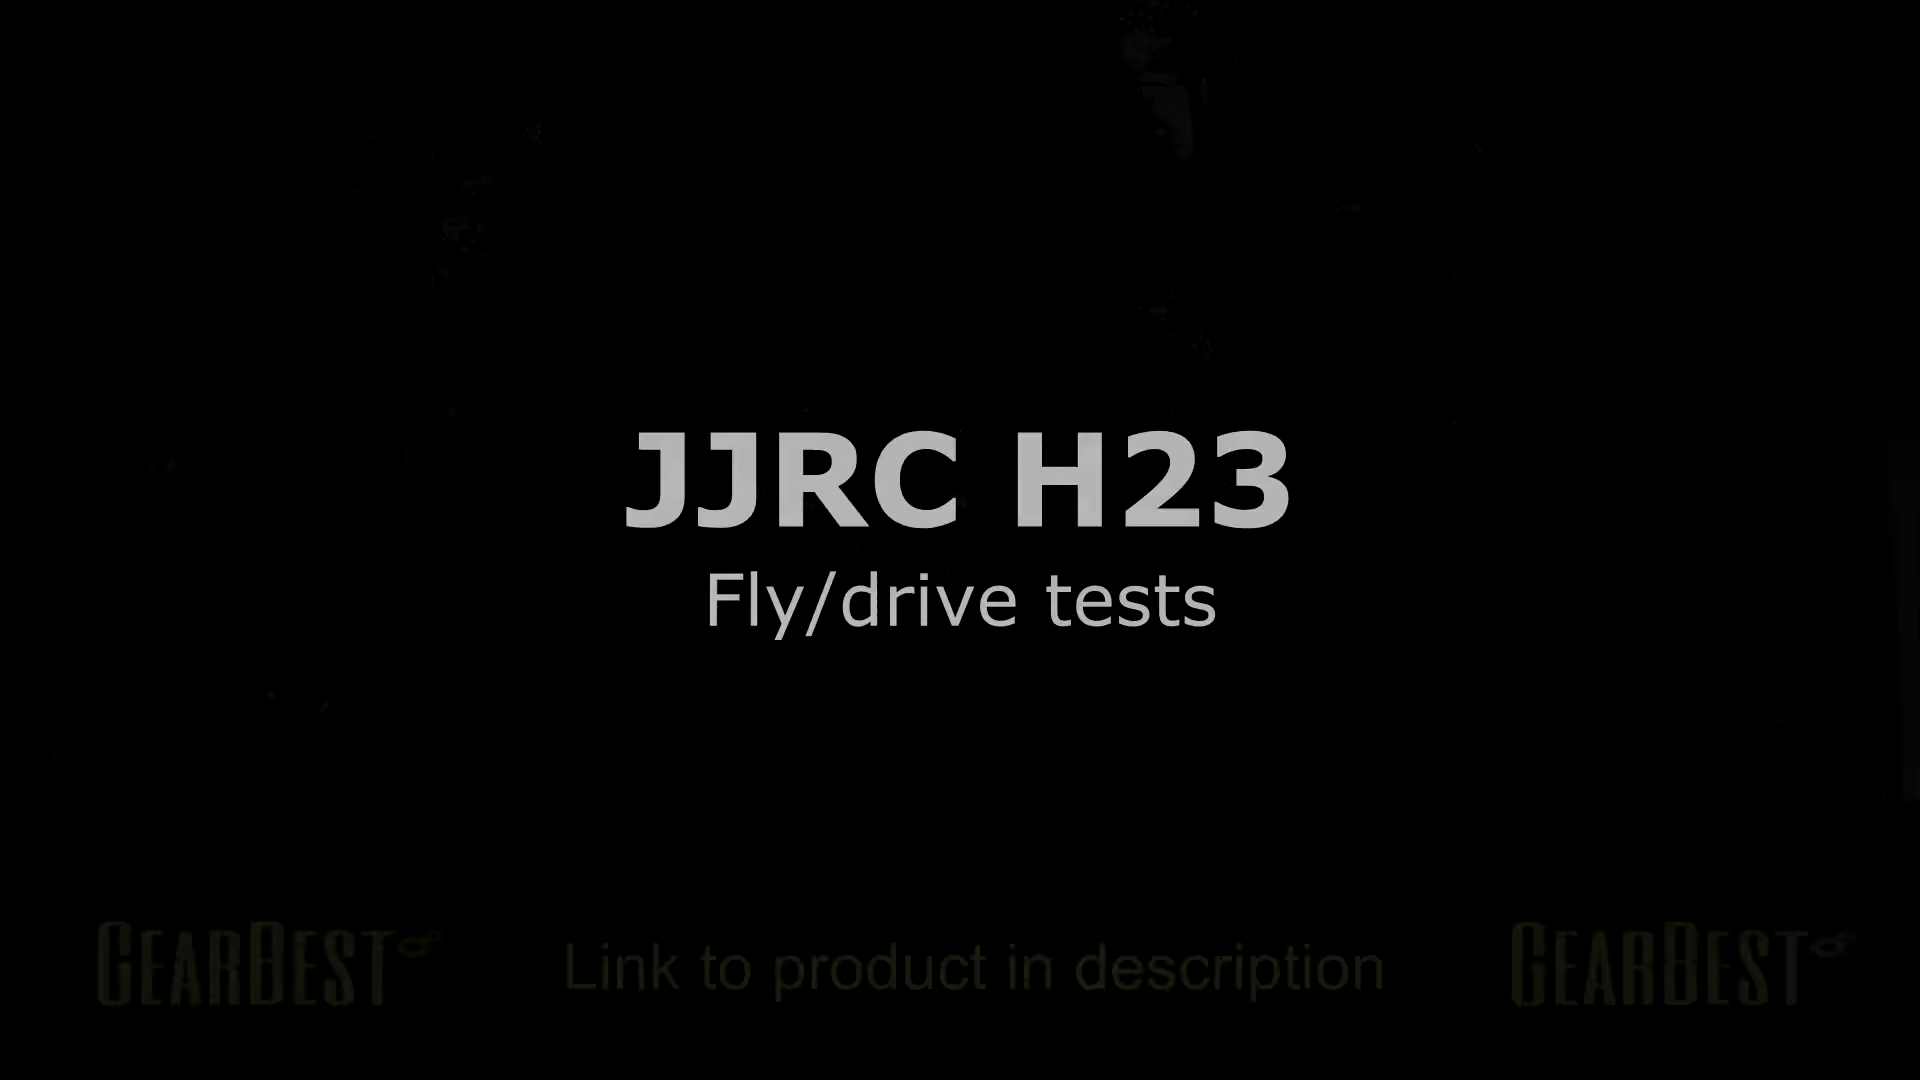 JJRC H23
Fly/drive tests
GEARBEST Link to product in description GEARBEST